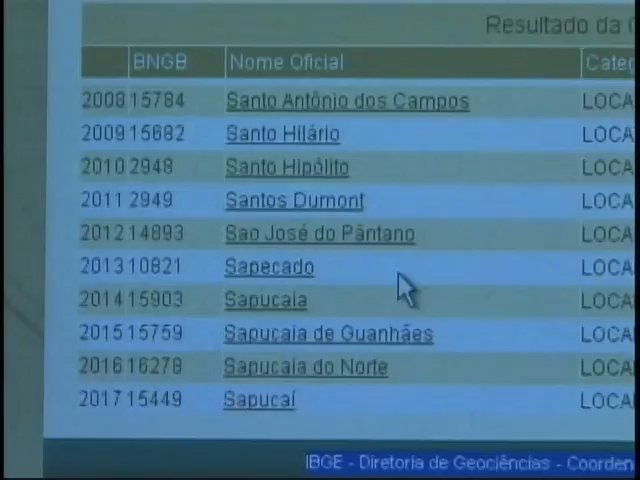 Resultado da
BNGB Nome Oficial Cate
2008 15784 Santo Antônio dos Campos LOCA
2009 15682 Santo Hilário LOCA
2010 2948 Santo Hipólito LOCA
2011 2949 Santos Dumont LOCA
2012 14893 Sao José do Pântano LOCA
2013 10821 Sapecado LOCA
2014 15903 Sapucaia LOCA
2015 15759 Sapucaia de Guanhães LOCA
2016 16278 Sapucaia do Norte LOCA
2017 15449 Sapucaí LOCA
IBGE - Diretoria de Geociências - Coorden